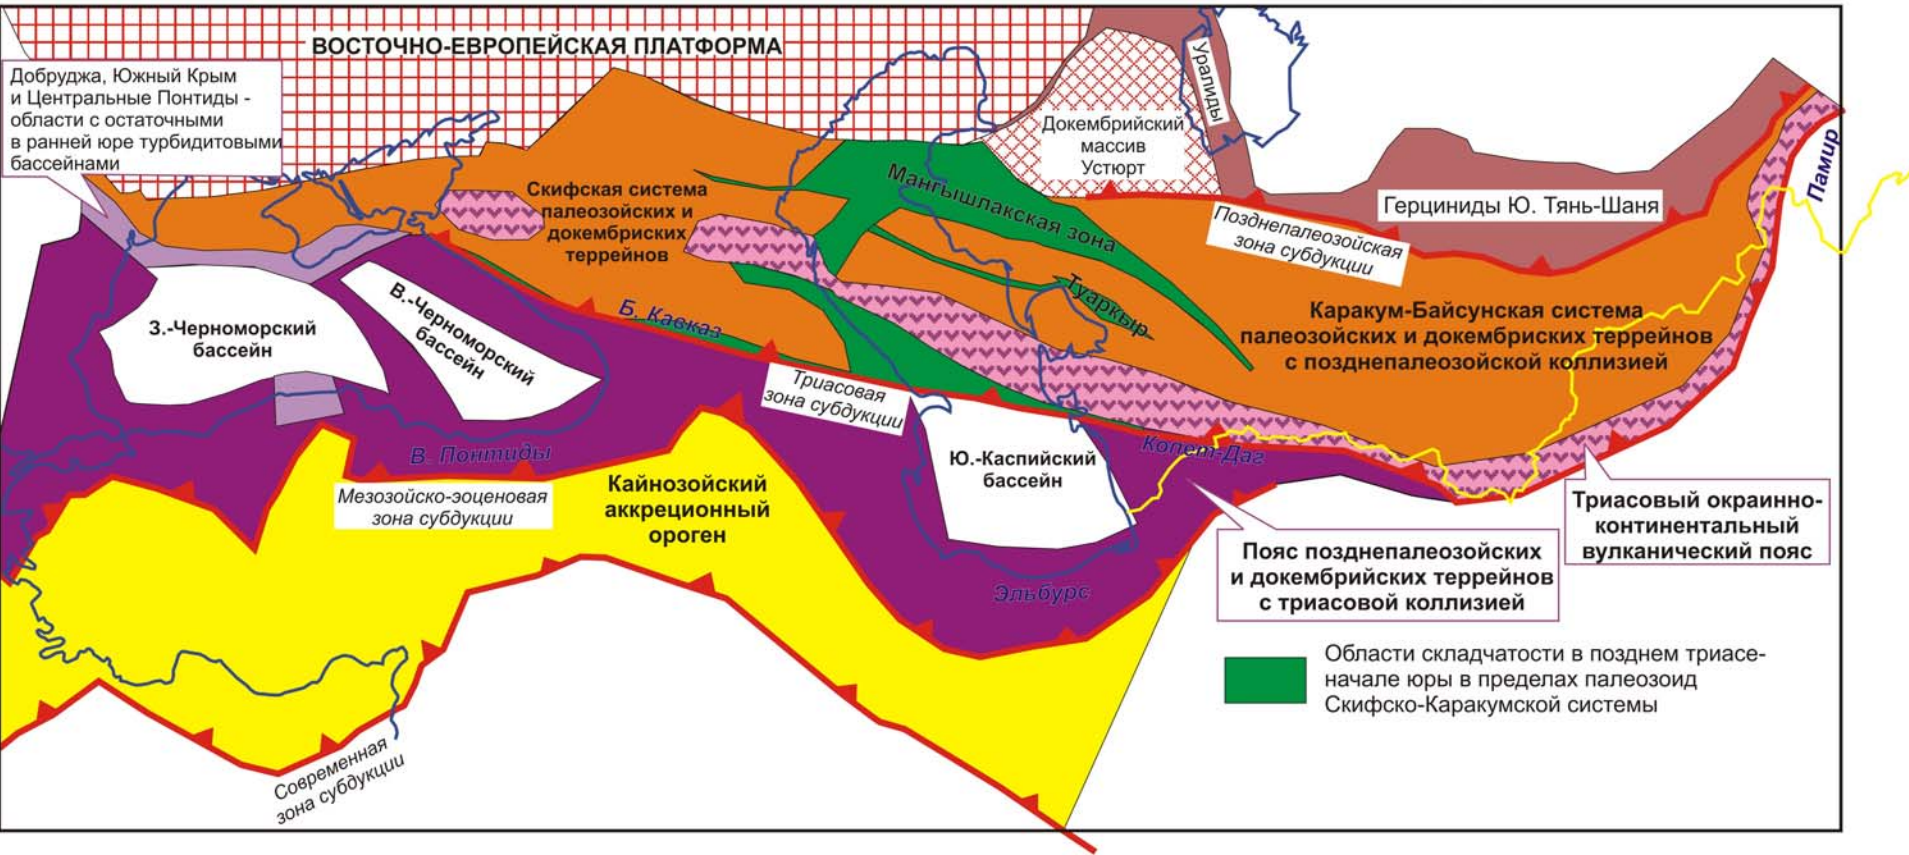 ВОСТОЧНО-ЕВРОПЕЙСКАЯ ПЛАТФОРМА
Добруджа, Южный Крым
и Центральные Понтиды -
области с остаточными
в ранней юре турбидитовыми
бассейнами
Уралиды
Докембрийский
массив
Устюрт
Памир
Герциниды Ю. Тянь-Шаня
Скифская система
палеозойских и
докембриских
террейнов
Мангышлакская зона
Позднепалеозойская
зона субдукции
Туаркыр
Каракум-Байсунская система
палеозойских и докембриских террейнов
с позднепалеозойской коллизией
З.-Черноморский
бассейн
В.-Черноморский
бассейн
Б. Кавказ
Триасовая
зона субдукции
В. Понтиды
Мезозойско-эоценовая
зона субдукции
Кайнозойский
аккреционный
ороген
Ю.-Каспийский
бассейн
Копет-Даг
Эльбурс
Триасовый окраинно-
континентальный
вулканический пояс
Пояс позднепалеозойских
и докембрийских террейнов
с триасовой коллизией
Области складчатости в позднем триасе-
начале юры в пределах палеозоид
Скифско-Каракумской системы
Современная
зона субдукции